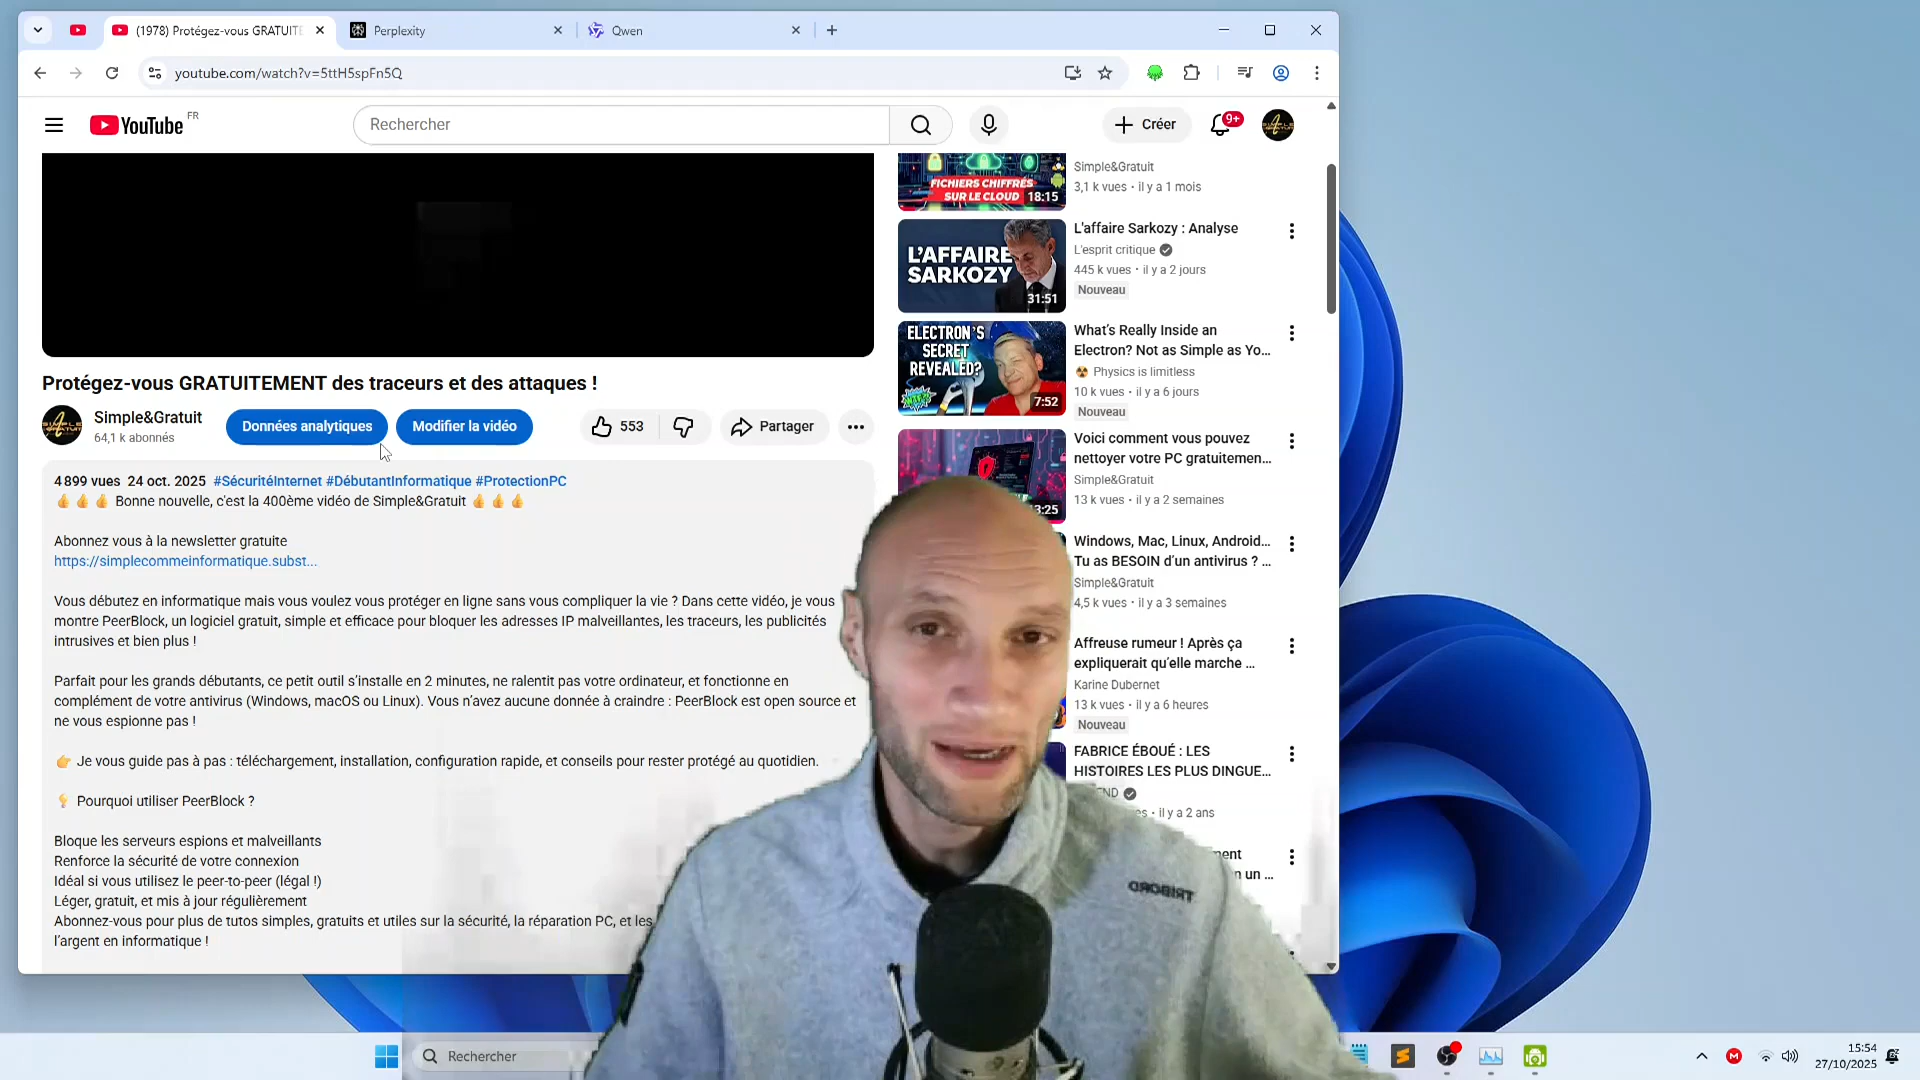 (1978) Protégez-vous GRATUITE
Perplexity
Qwen
youtube.com/watch?v=5ttH5spFn5Q
YouTube FR
Rechercher
Créer
9+
Simple&Gratuit
3,1 k vues • il y a 1 mois
FICHIERS CHIFFRÉS
SUR LE CLOUD
18:15
L'affaire Sarkozy : Analyse
L'esprit critique
445 k vues • il y a 2 jours
Nouveau
L'AFFAIRE
SARKOZY
31:51
What's Really Inside an
Electron? Not as Simple as Yo...
Physics is limitless
10 k vues • il y a 6 jours
Nouveau
ELECTRON'S
SECRET
REVEALED?
7:52
Protégez-vous GRATUITEMENT des traceurs et des attaques !
Simple&Gratuit
64,1 k abonnés
Données analytiques
Modifier la vidéo
553
Partager
4 899 vues 24 oct. 2025 #SécuritéInternet #DébutantInformatique #ProtectionPC
👍 👍 👍 Bonne nouvelle, c'est la 400ème vidéo de Simple&Gratuit 👍 👍 👍
Abonnez vous à la newsletter gratuite
https://simplecommeinformatique.subst...
Vous débutez en informatique mais vous voulez vous protéger en ligne sans vous compliquer la vie ? Dans cette vidéo, je vous
montre PeerBlock, un logiciel gratuit, simple et efficace pour bloquer les adresses IP malveillantes, les traceurs, les publicités
intrusives et bien plus !
Parfait pour les grands débutants, ce petit outil s'installe en 2 minutes, ne ralentit pas votre ordinateur, et fonctionne en
complément de votre antivirus (Windows, macOS ou Linux). Vous n'avez aucune donnée à craindre : PeerBlock est open source et
ne vous espionne pas !
👉 Je vous guide pas à pas : téléchargement, installation, configuration rapide, et conseils pour rester protégé au quotidien.
💡 Pourquoi utiliser PeerBlock ?
Bloque les serveurs espions et malveillants
Renforce la sécurité de votre connexion
Idéal si vous utilisez le peer-to-peer (légal !)
Léger, gratuit, et mis à jour régulièrement
Abonnez-vous pour plus de tutos simples, gratuits et utiles sur la sécurité, la réparation PC, et les
l'argent en informatique !
Voici comment vous pouvez
nettoyer votre PC gratuitemen...
Simple&Gratuit
13 k vues • il y a 2 semaines
3:25
Windows, Mac, Linux, Android...
Tu as BESOIN d'un antivirus ? ...
Simple&Gratuit
4,5 k vues • il y a 3 semaines
Affreuse rumeur ! Après ça
expliquerait qu'elle marche ...
Karine Dubernet
13 k vues • il y a 6 heures
Nouveau
FABRICE ÉBOUÉ : LES
HISTOIRES LES PLUS DINGUE...
END
es • il y a 2 ans
ment
n un ...
TRIBORD
Rechercher
15:54
27/10/2025